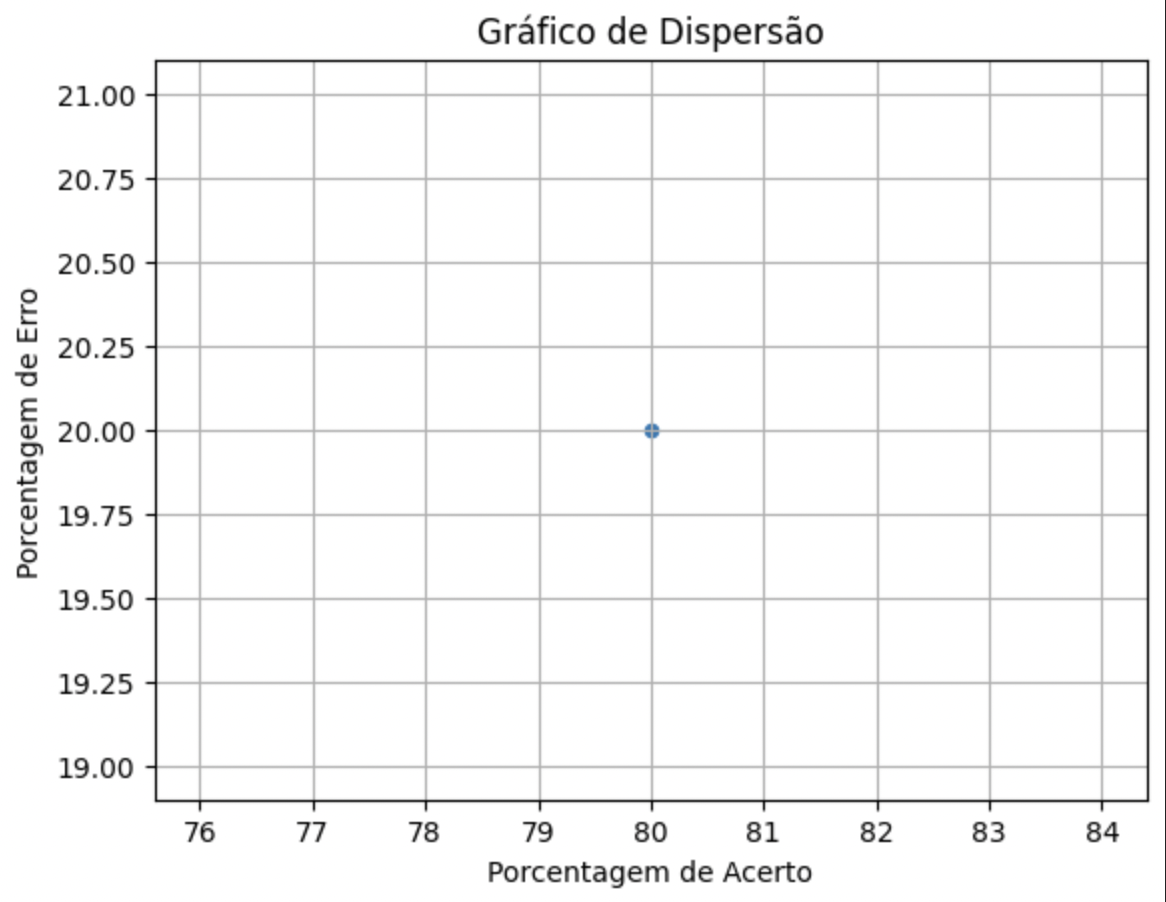 Gráfico de Dispersão
21.00
20.75
20.50
20.25
20.00
19.75
19.50
19.25
19.00
Porcentagem de Erro
76 77 78 79 80 81 82 83 84
Porcentagem de Acerto